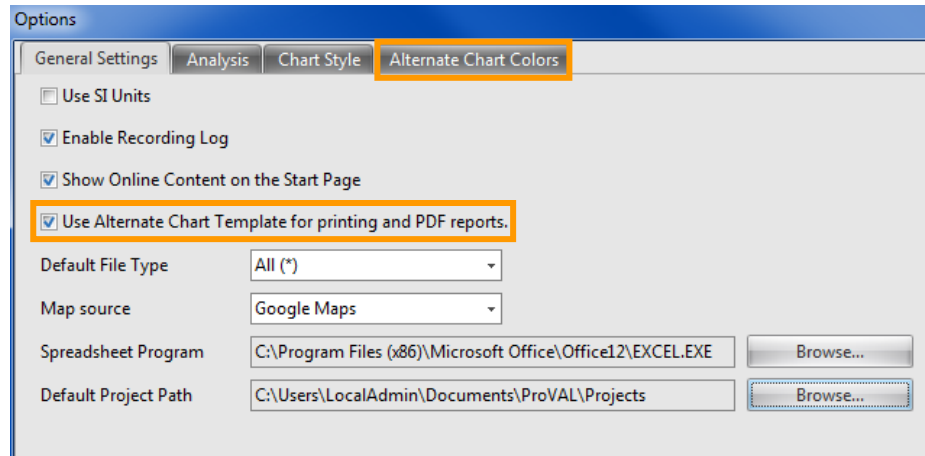 Options
General Settings Analysis Chart Style Alternate Chart Colors
Use SI Units
Enable Recording Log
Show Online Content on the Start Page
Use Alternate Chart Template for printing and PDF reports.
Default File Type All (*)
Map source Google Maps
Spreadsheet Program C:\Program Files (x86)\Microsoft Office\Office12\EXCEL.EXE Browse...
Default Project Path C:\Users\LocalAdmin\Documents\ProVAL\Projects Browse...